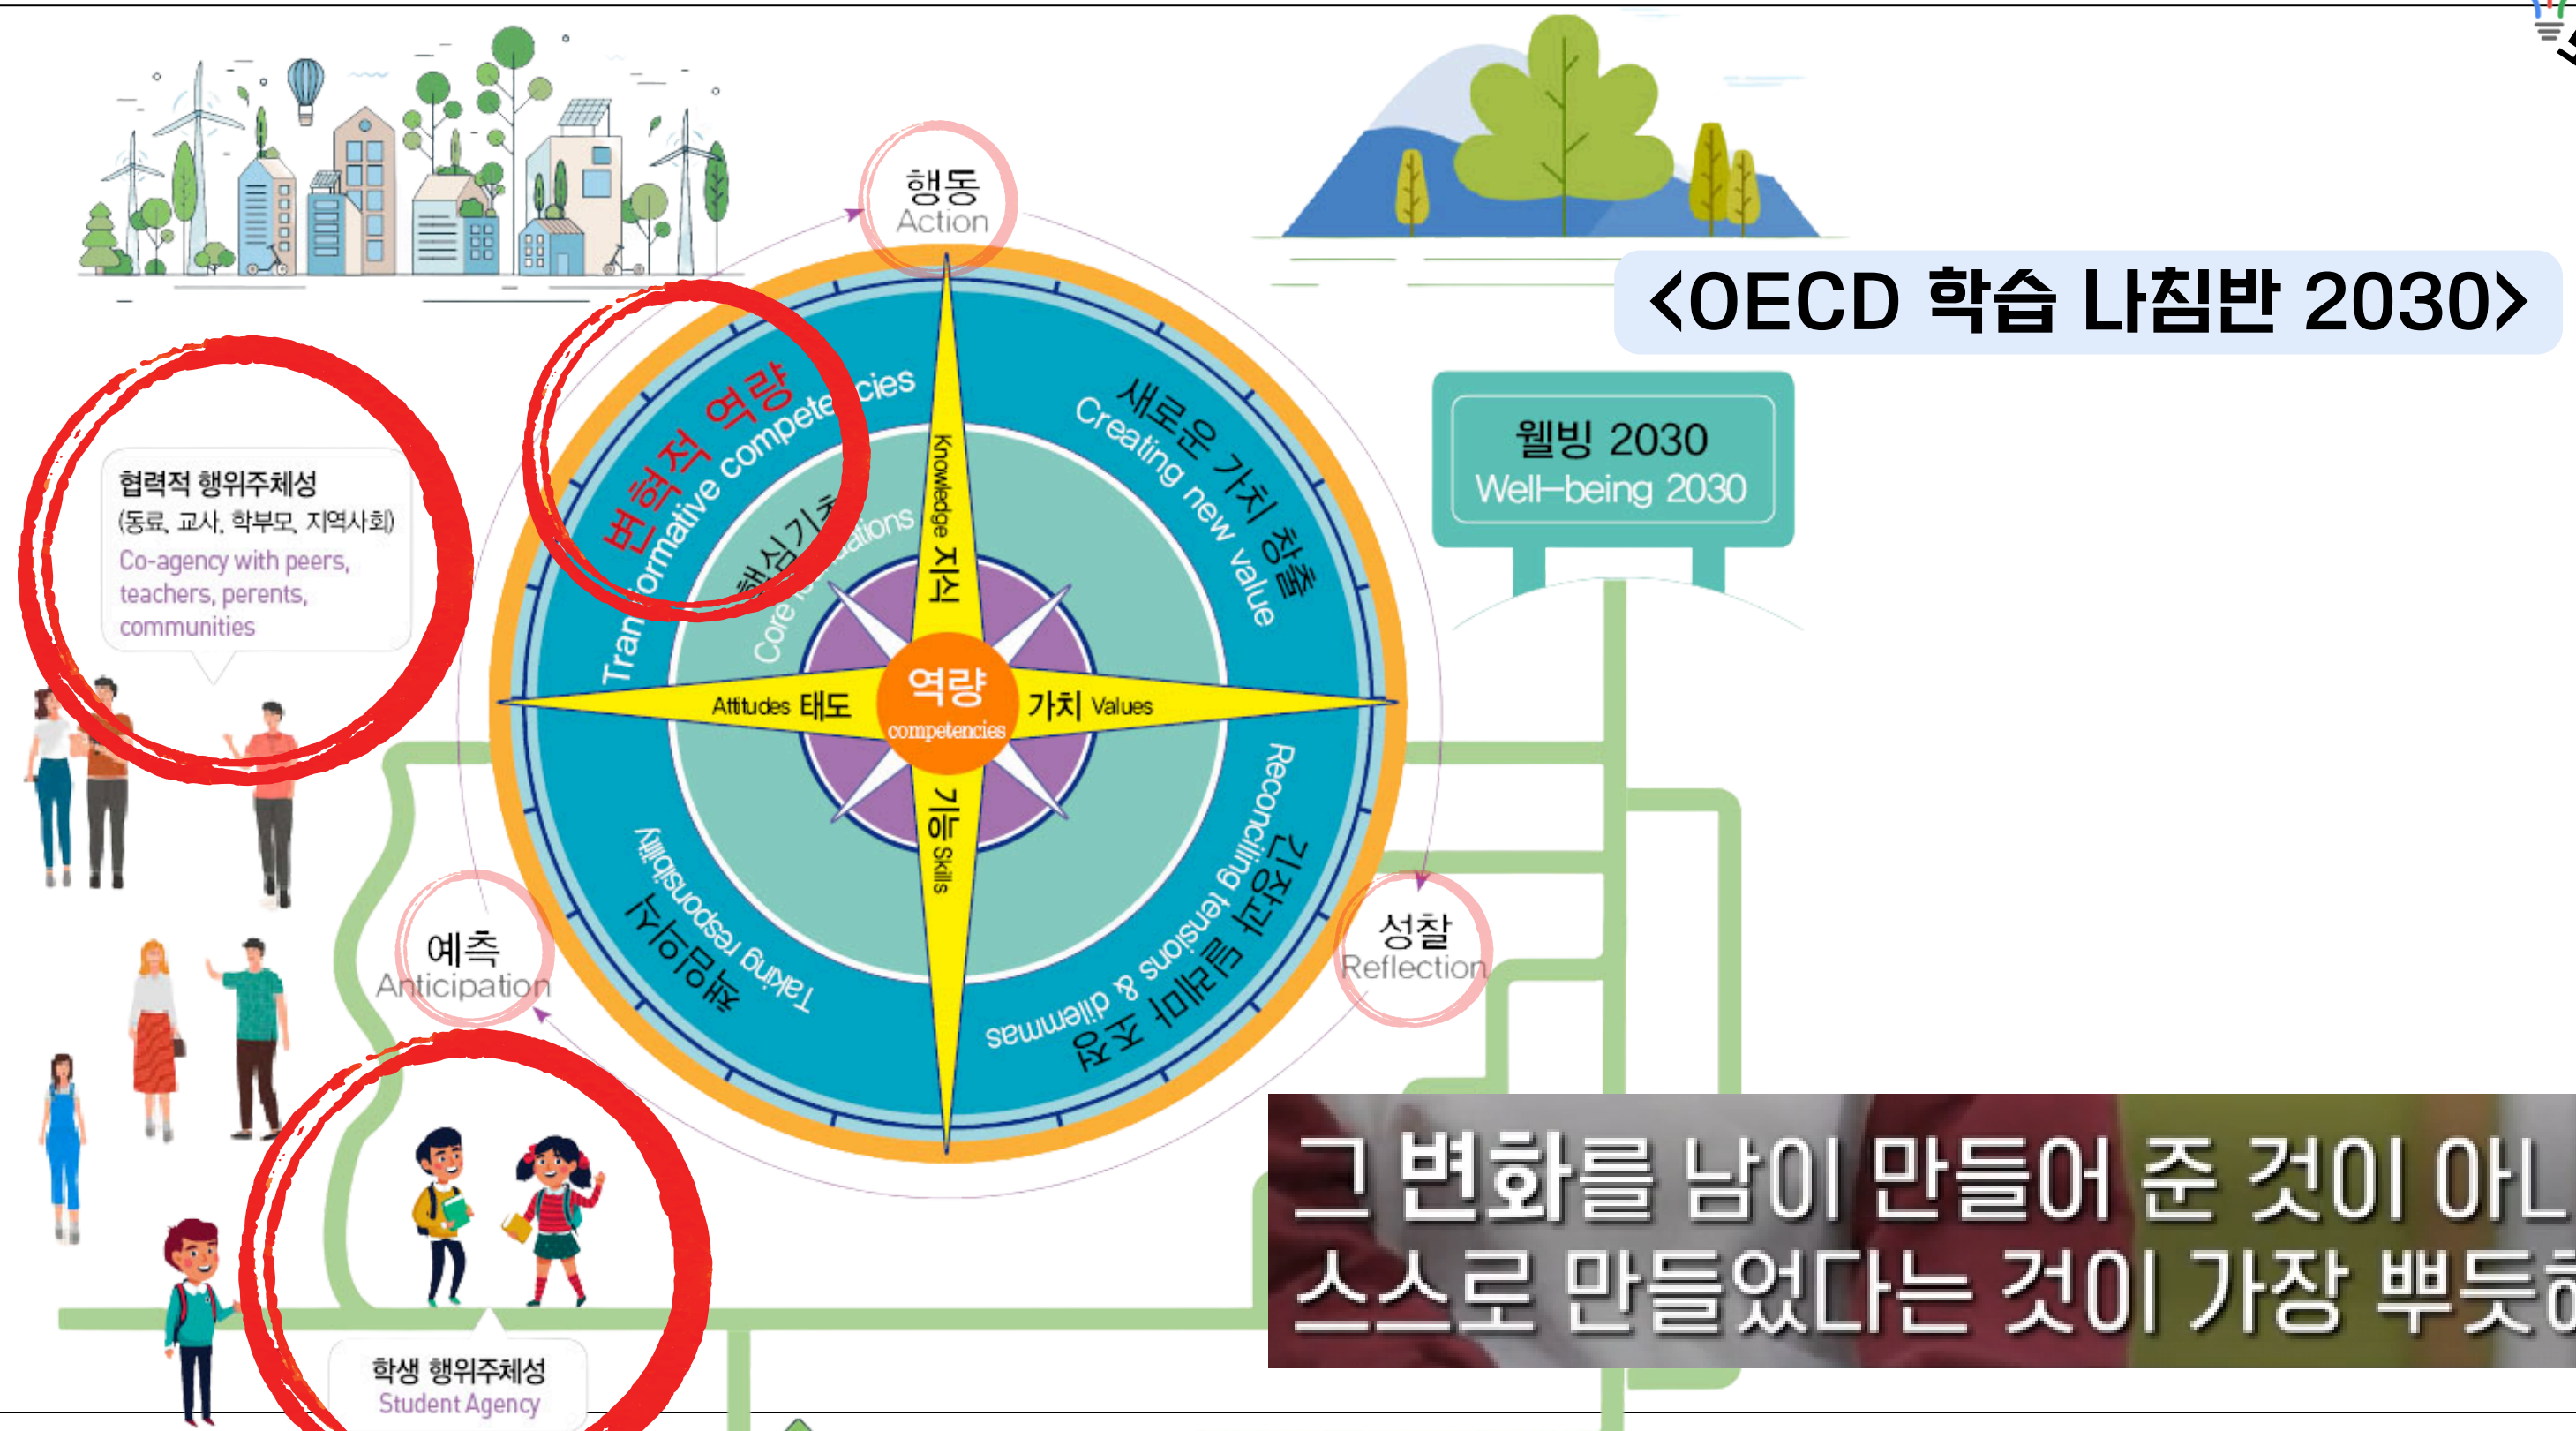 <OECD 학습 나침반 2030>
행동
Action
변혁적 역량
Transformative competencies
새로운 가치 창출
Creating new value
핵심기초
Core foundations
Knowledge 지식
웰빙 2030
Well-being 2030
협력적 행위주체성
(동료, 교사, 학부모, 지역사회)
Co-agency with peers,
teachers, perents,
communities
Attitudes 태도
역량
competencies
가치 Values
기능 Skills
책임의식
Taking responsibility
긴장과 딜레마 조정
Reconciling tensions & dilemmas
예측
Anticipation
성찰
Reflection
그 변화를 남이 만들어 준 것이 아니
스스로 만들었다는 것이 가장 뿌듯해
학생 행위주체성
Student Agency